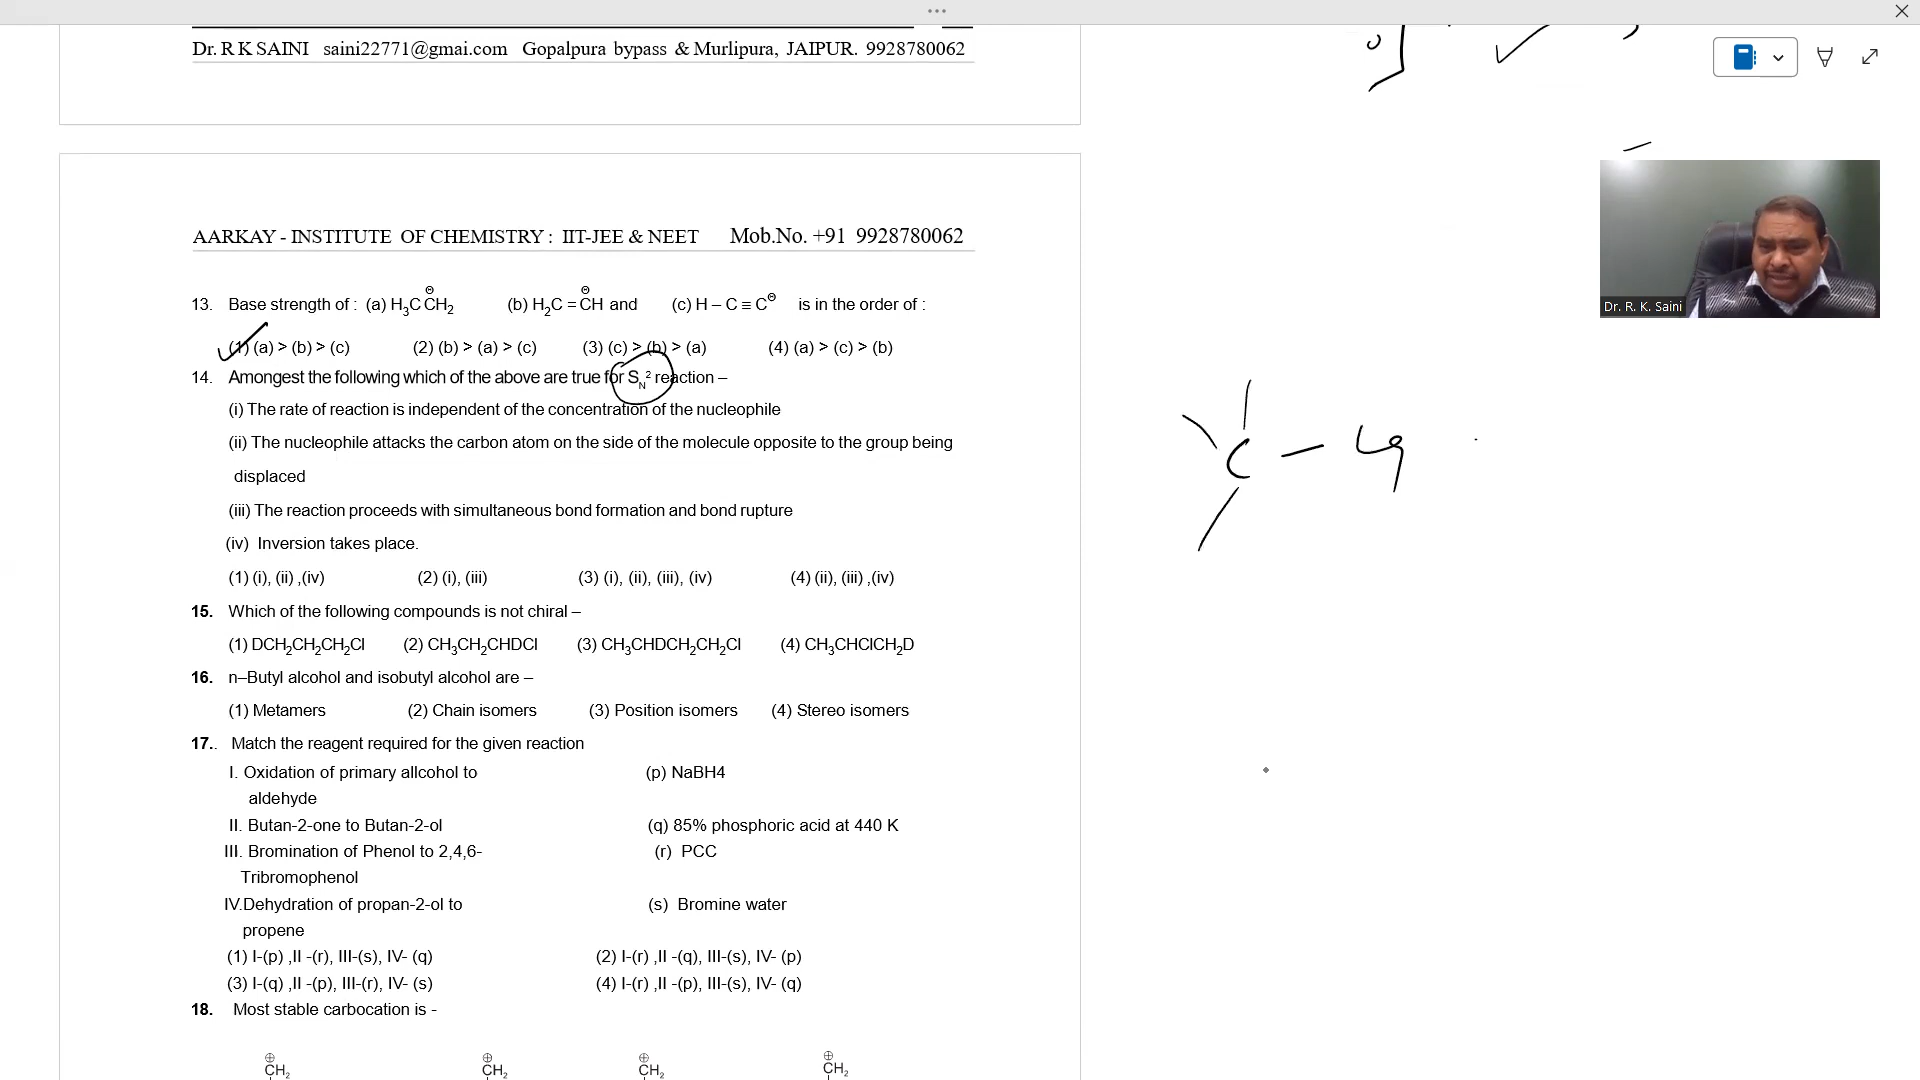 Dr. R K SAINI saini22771@gmai.com Gopalpura bypass & Murlipura, JAIPUR. 9928780062
Dr. R. K. Saini
AARKAY - INSTITUTE OF CHEMISTRY : IIT-JEE & NEET Mob.No. +91 9928780062
13. Base strength of : (a) H₃C C̊H₂⊖ (b) H₂C = CH⊖ and (c) H – C ≡ C⊖ is in the order of :
(1) (a) > (b) > (c) (2) (b) > (a) > (c) (3) (c) > (b) > (a) (4) (a) > (c) > (b)
14. Amongest the following which of the above are true for S_N² reaction –
(i) The rate of reaction is independent of the concentration of the nucleophile
(ii) The nucleophile attacks the carbon atom on the side of the molecule opposite to the group being
displaced
(iii) The reaction proceeds with simultaneous bond formation and bond rupture
(iv) Inversion takes place.
(1) (i), (ii) ,(iv) (2) (i), (iii) (3) (i), (ii), (iii), (iv) (4) (ii), (iii) ,(iv)
C – Lg
15. Which of the following compounds is not chiral –
(1) DCH₂CH₂CH₂Cl (2) CH₃CH₂CHDCl (3) CH₃CHDCH₂CH₂Cl (4) CH₃CHClCH₂D
16. n–Butyl alcohol and isobutyl alcohol are –
(1) Metamers (2) Chain isomers (3) Position isomers (4) Stereo isomers
17.. Match the reagent required for the given reaction
I. Oxidation of primary allcohol to (p) NaBH4
aldehyde
II. Butan-2-one to Butan-2-ol (q) 85% phosphoric acid at 440 K
III. Bromination of Phenol to 2,4,6- (r) PCC
Tribromophenol
IV.Dehydration of propan-2-ol to (s) Bromine water
propene
(1) I-(p) ,II -(r), III-(s), IV- (q) (2) I-(r) ,II -(q), III-(s), IV- (p)
(3) I-(q) ,II -(p), III-(r), IV- (s) (4) I-(r) ,II -(p), III-(s), IV- (q)
18. Most stable carbocation is -
⊕ ⊕ ⊕ ⊕
CH₂ CH₂ CH₂ CH₂